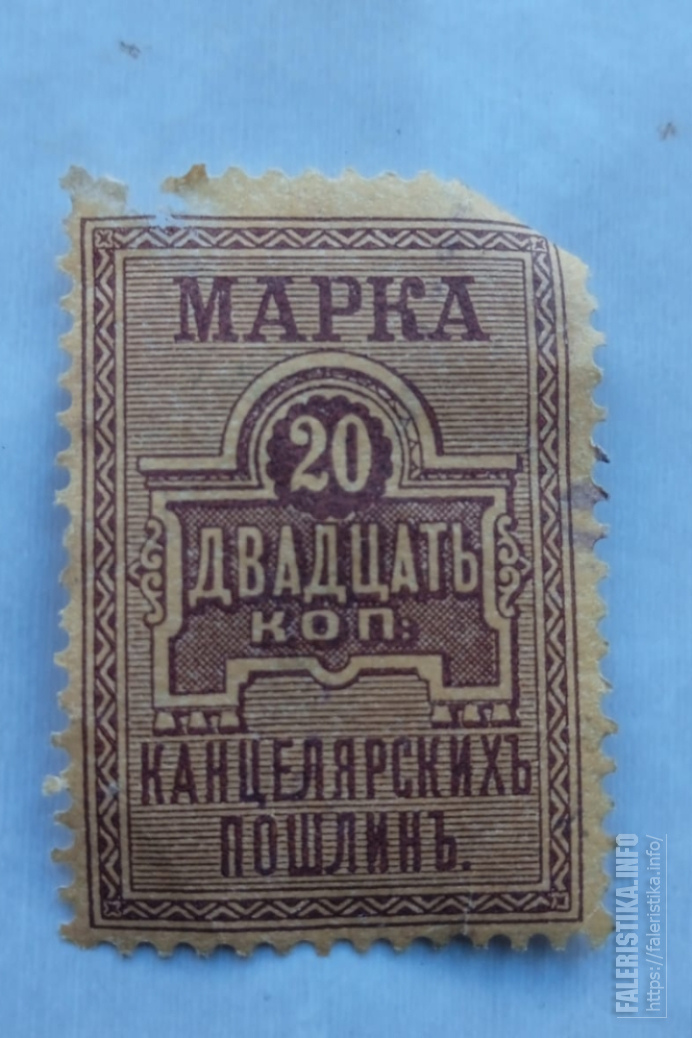 МАРКА
20
ДВАДЦАТЬ
КОП:
КАНЦЕЛЯРСКИХЪ
ПОШЛИНЪ.
FALERISTIKA.INFO
https://faleristika.info/